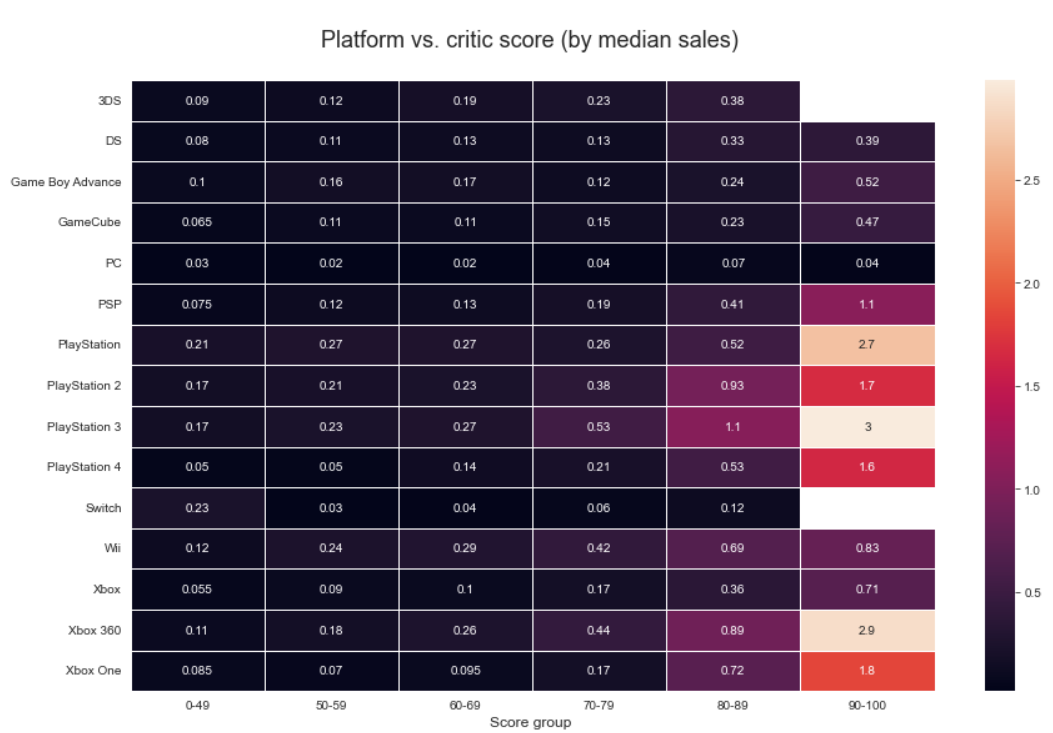 Platform vs. critic score (by median sales)
3DS 0.09 0.12 0.19 0.23 0.38
DS 0.08 0.11 0.13 0.13 0.33 0.39
Game Boy Advance 0.1 0.16 0.17 0.12 0.24 0.52
2.5
GameCube 0.065 0.11 0.11 0.15 0.23 0.47
PC 0.03 0.02 0.02 0.04 0.07 0.04
2.0
PSP 0.075 0.12 0.13 0.19 0.41 1.1
PlayStation 0.21 0.27 0.27 0.26 0.52 2.7
PlayStation 2 0.17 0.21 0.23 0.38 0.93 1.7
1.5
PlayStation 3 0.17 0.23 0.27 0.53 1.1 3
PlayStation 4 0.05 0.05 0.14 0.21 0.53 1.6
1.0
Switch 0.23 0.03 0.04 0.06 0.12
Wii 0.12 0.24 0.29 0.42 0.69 0.83
Xbox 0.055 0.09 0.1 0.17 0.36 0.71
0.5
Xbox 360 0.11 0.18 0.26 0.44 0.89 2.9
Xbox One 0.085 0.07 0.095 0.17 0.72 1.8
0-49 50-59 60-69 70-79 80-89 90-100
Score group